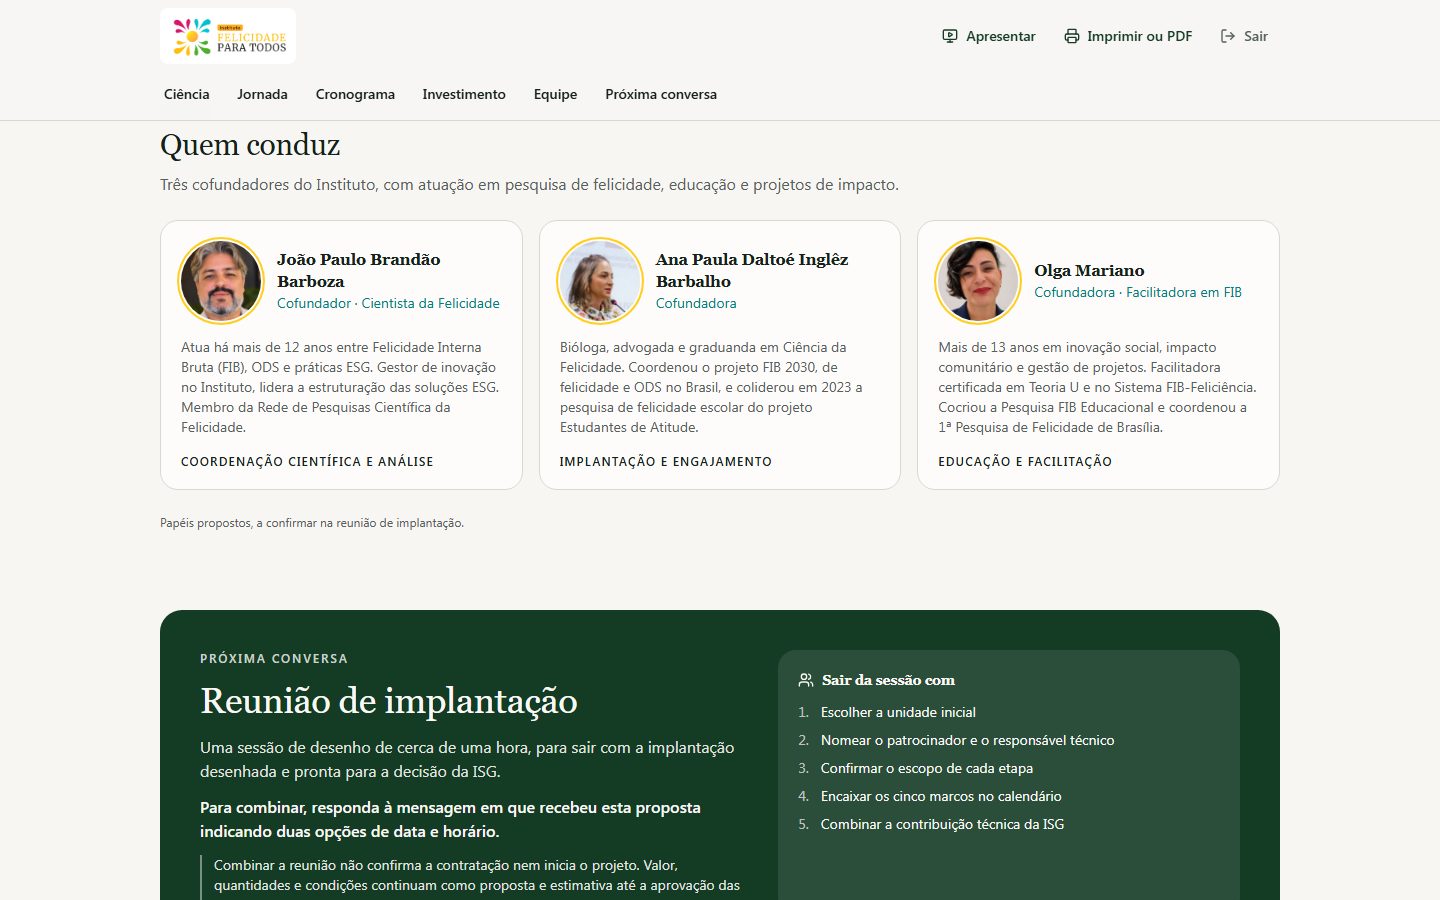 Instituto
FELICIDADE
PARA TODOS
Apresentar
Imprimir ou PDF
Sair
Ciência
Jornada
Cronograma
Investimento
Equipe
Próxima conversa
Quem conduz
Três cofundadores do Instituto, com atuação em pesquisa de felicidade, educação e projetos de impacto.
João Paulo Brandão
Barboza
Cofundador · Cientista da Felicidade
Atua há mais de 12 anos entre Felicidade Interna
Bruta (FIB), ODS e práticas ESG. Gestor de inovação
no Instituto, lidera a estruturação das soluções ESG.
Membro da Rede de Pesquisas Científica da
Felicidade.
COORDENAÇÃO CIENTÍFICA E ANÁLISE
Ana Paula Daltoé Inglêz
Barbalho
Cofundadora
Bióloga, advogada e graduanda em Ciência da
Felicidade. Coordenou o projeto FIB 2030, de
felicidade e ODS no Brasil, e coliderou em 2023 a
pesquisa de felicidade escolar do projeto
Estudantes de Atitude.
IMPLANTAÇÃO E ENGAJAMENTO
Olga Mariano
Cofundadora · Facilitadora em FIB
Mais de 13 anos em inovação social, impacto
comunitário e gestão de projetos. Facilitadora
certificada em Teoria U e no Sistema FIB-Feliciência.
Cocriou a Pesquisa FIB Educacional e coordenou a
1ª Pesquisa de Felicidade de Brasília.
EDUCAÇÃO E FACILITAÇÃO
Papéis propostos, a confirmar na reunião de implantação.
PRÓXIMA CONVERSA
Reunião de implantação
Uma sessão de desenho de cerca de uma hora, para sair com a implantação
desenhada e pronta para a decisão da ISG.
Para combinar, responda à mensagem em que recebeu esta proposta
indicando duas opções de data e horário.
Combinar a reunião não confirma a contratação nem inicia o projeto. Valor,
quantidades e condições continuam como proposta e estimativa até a aprovação das
Sair da sessão com
1. Escolher a unidade inicial
2. Nomear o patrocinador e o responsável técnico
3. Confirmar o escopo de cada etapa
4. Encaixar os cinco marcos no calendário
5. Combinar a contribuição técnica da ISG